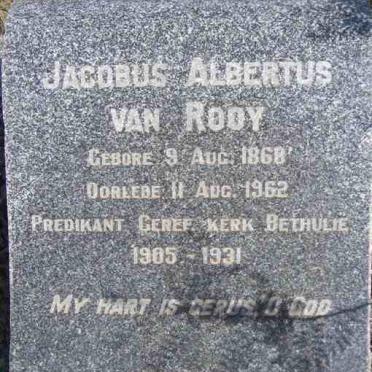 JACOBUS ALBERTUS
VAN ROOY
GEBORE 9 AUG. 1868
OORLEDE 11 AUG. 1962
PREDIKANT GEREF. KERK BETHULIE
1905 - 1931
MY HART IS GERUS, O GOD